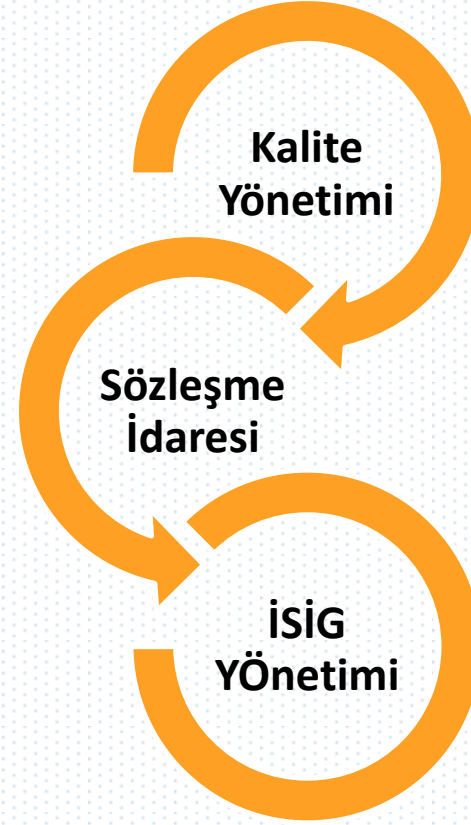 Kalite
Yönetimi
Sözleşme
İdaresi
İSİG
YÖnetimi